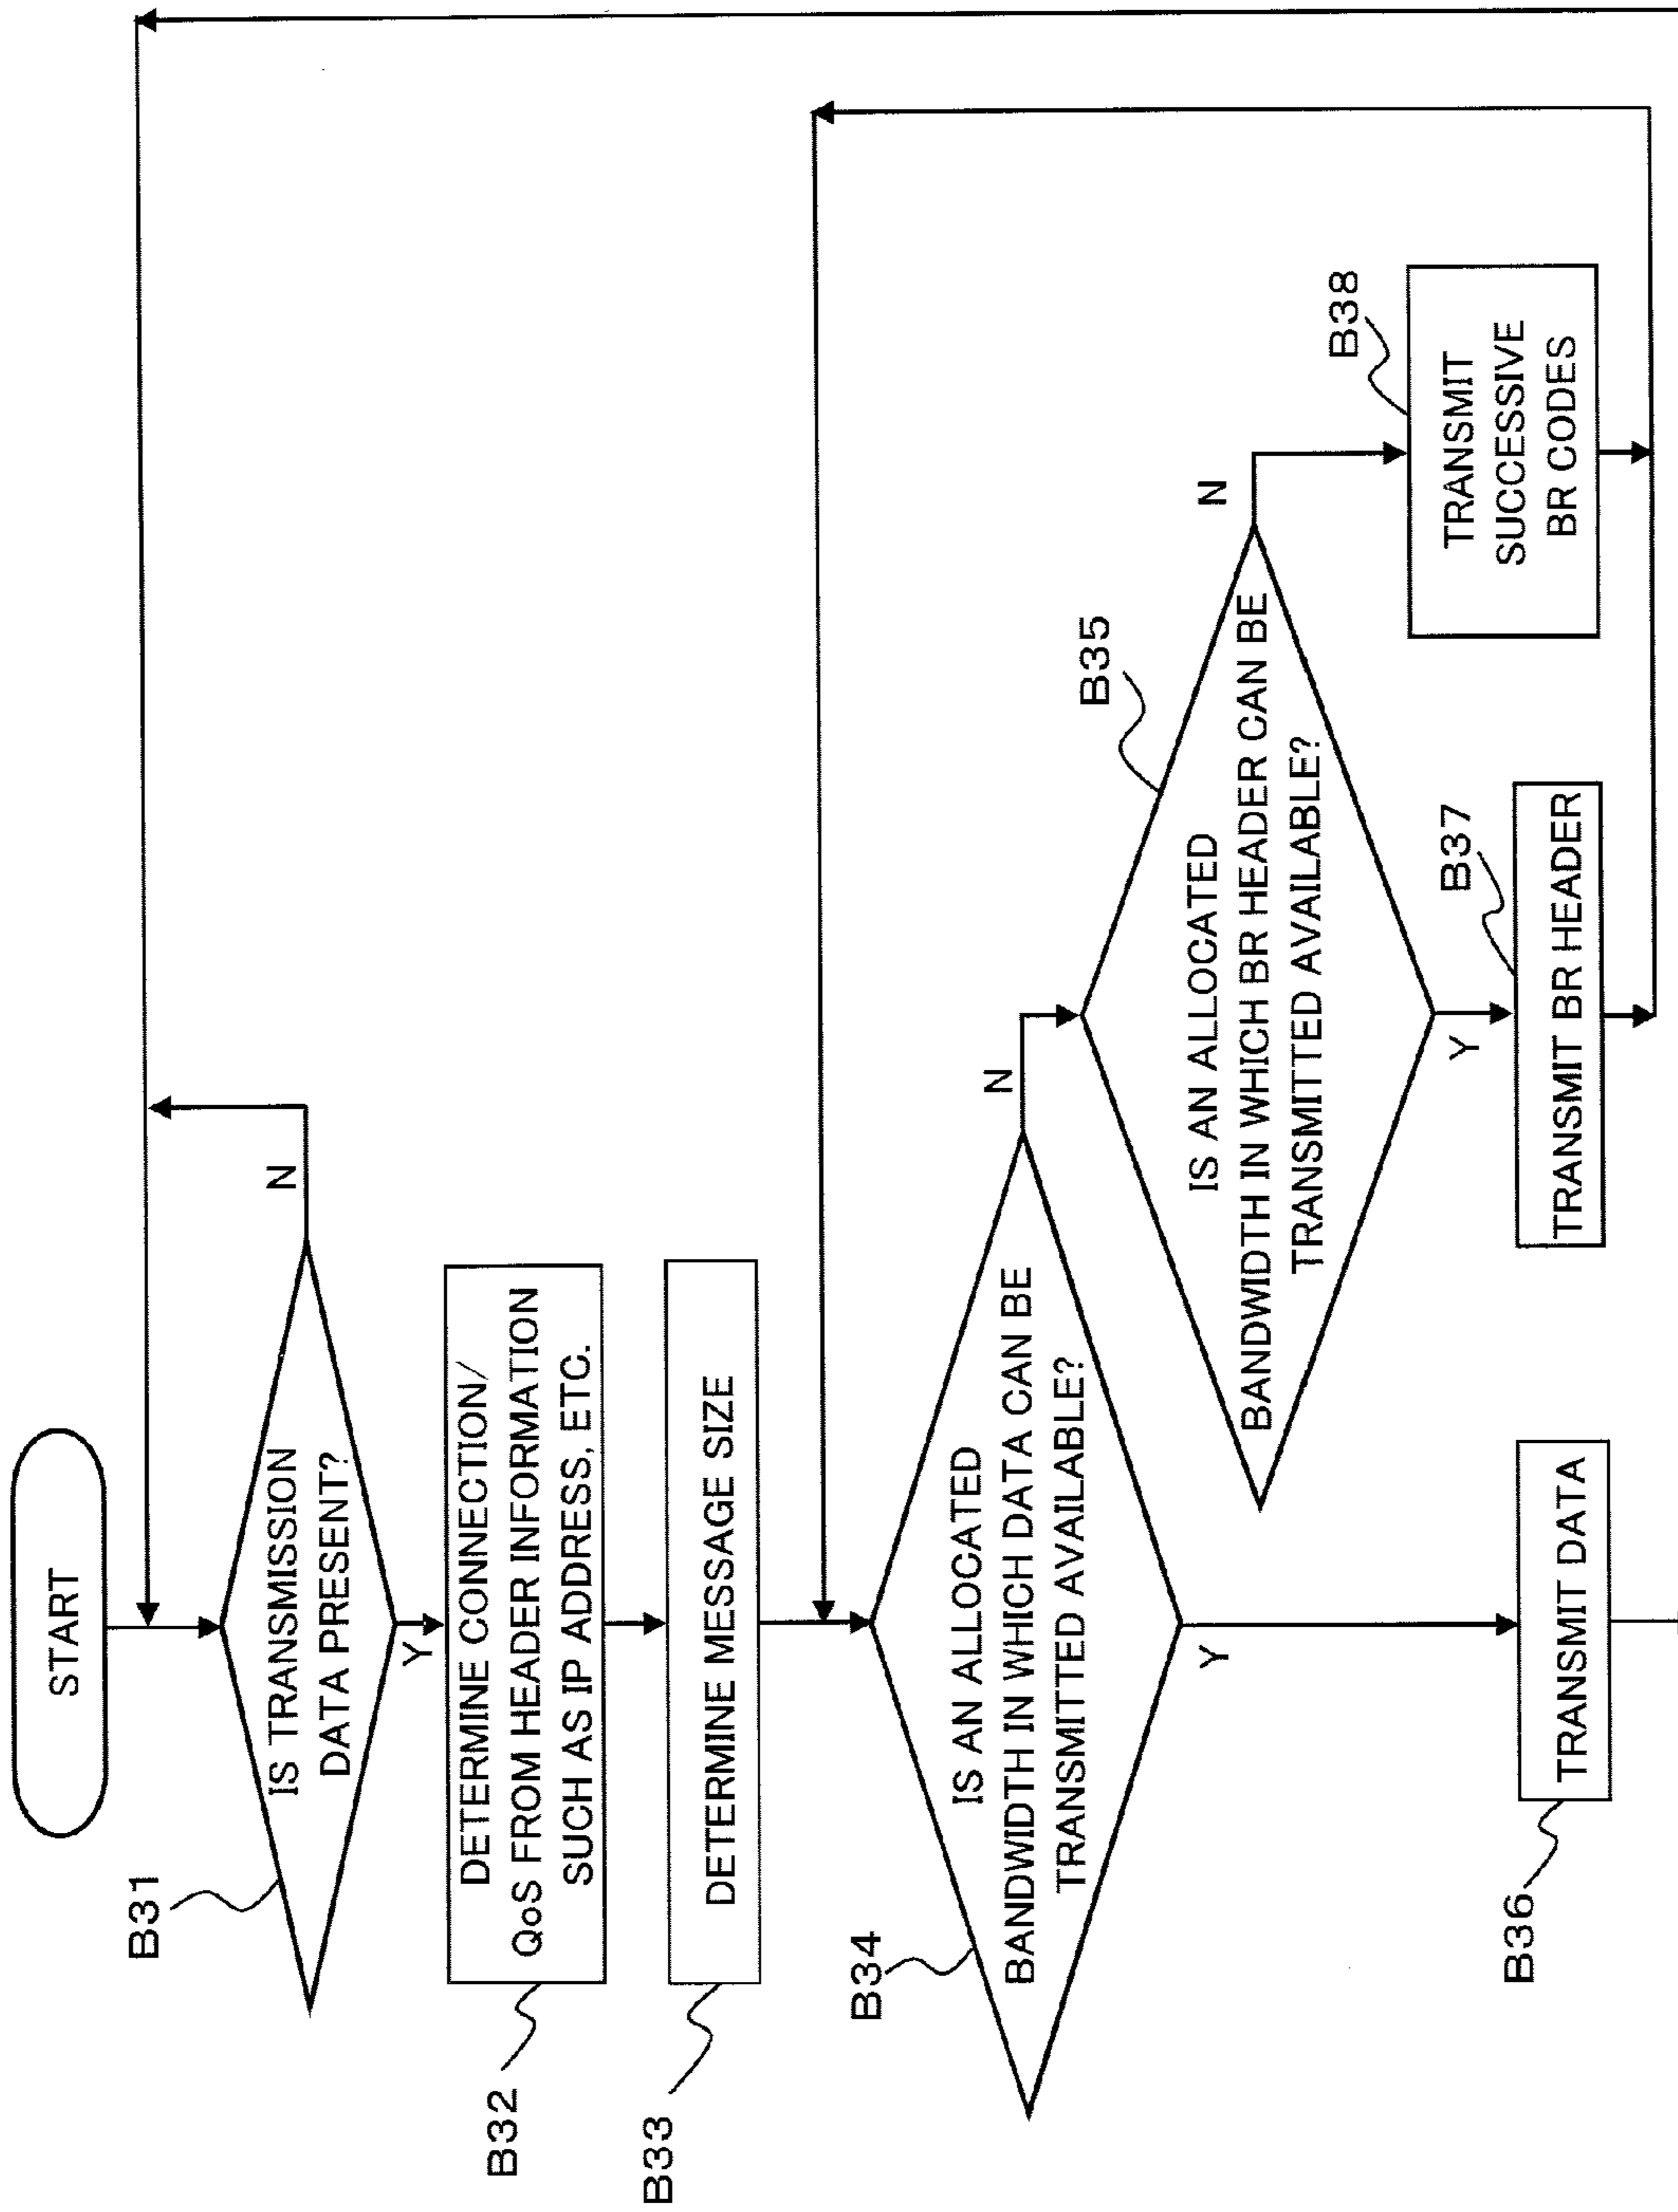 START
B31
IS TRANSMISSION
DATA PRESENT?
N
Y
B32
DETERMINE CONNECTION/
QoS FROM HEADER INFORMATION
SUCH AS IP ADDRESS, ETC.
B33
DETERMINE MESSAGE SIZE
B34
IS AN ALLOCATED
BANDWIDTH IN WHICH DATA CAN BE
TRANSMITTED AVAILABLE?
N
Y
B35
IS AN ALLOCATED
BANDWIDTH IN WHICH BR HEADER CAN BE
TRANSMITTED AVAILABLE?
N
Y
B36
TRANSMIT DATA
B37
TRANSMIT BR HEADER
B38
TRANSMIT
SUCCESSIVE
BR CODES